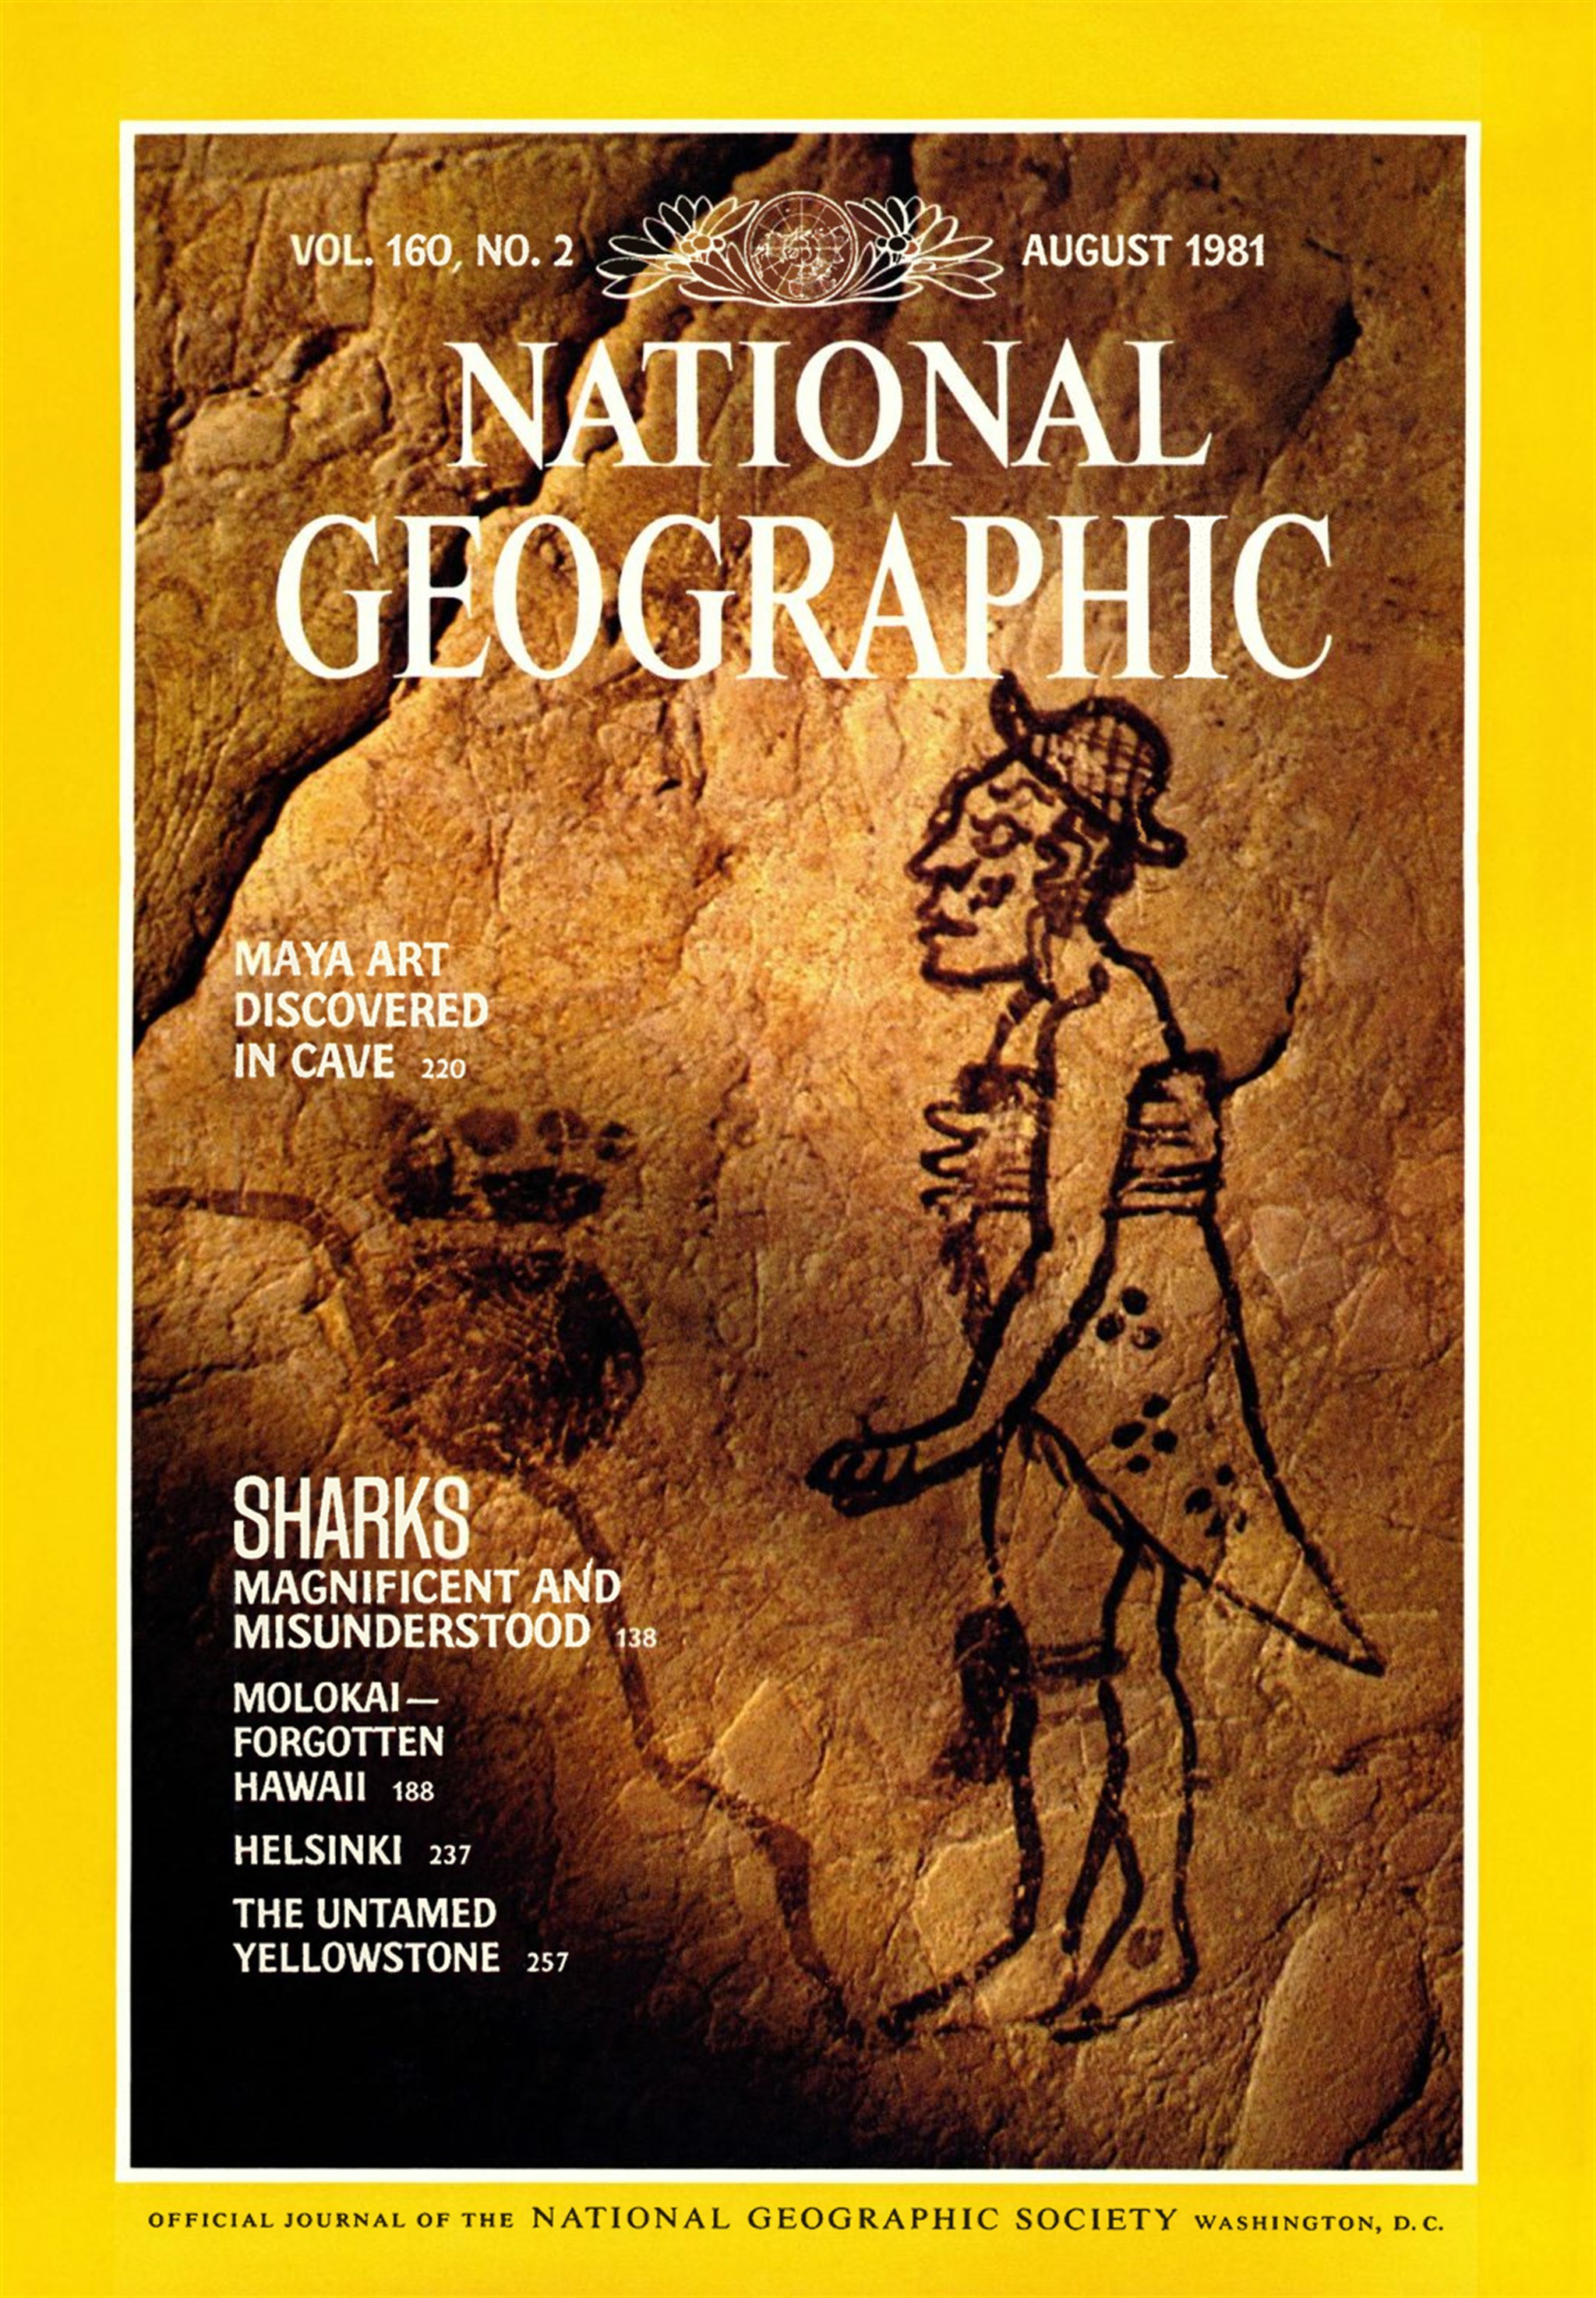 VOL. 160, NO. 2
AUGUST 1981
NATIONAL
GEOGRAPHIC
MAYA ART
DISCOVERED
IN CAVE 220
SHARKS
MAGNIFICENT AND
MISUNDERSTOOD 138
MOLOKAI—
FORGOTTEN
HAWAII 188
HELSINKI 237
THE UNTAMED
YELLOWSTONE 257
OFFICIAL JOURNAL OF THE NATIONAL GEOGRAPHIC SOCIETY WASHINGTON, D.C.